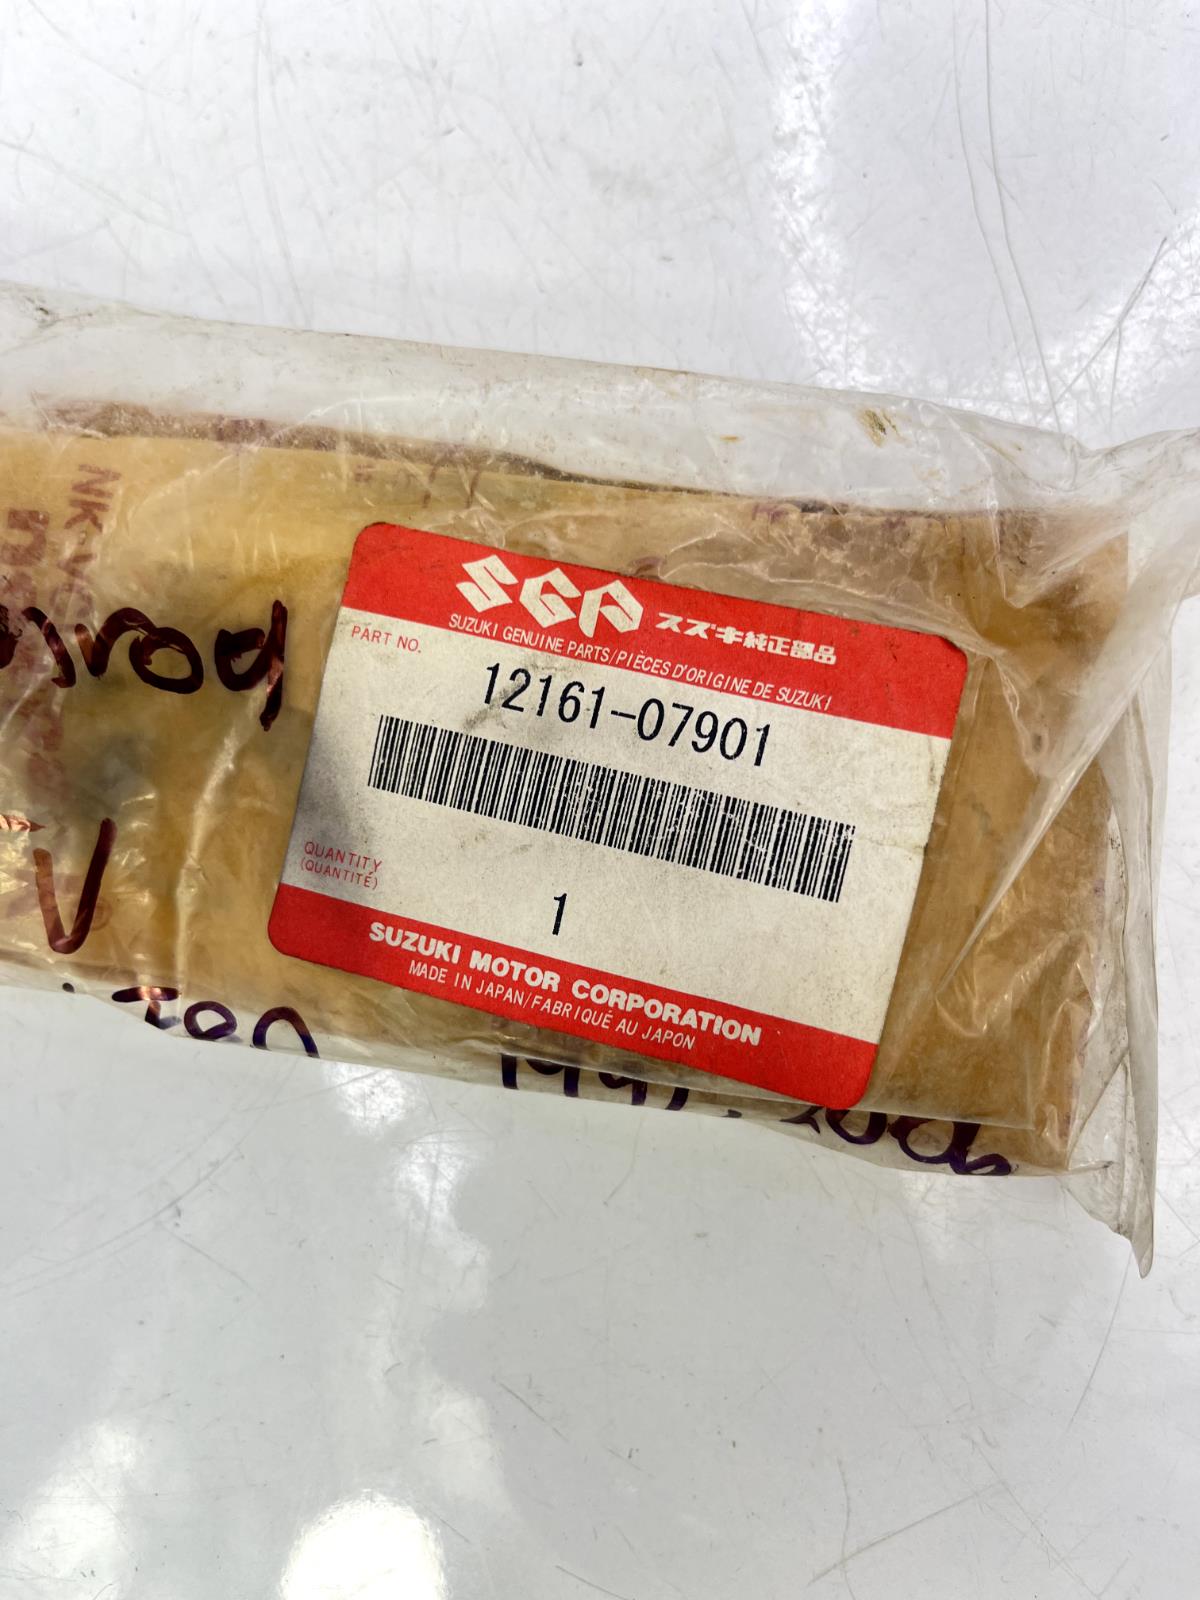 SGP スズキ純正部品
SUZUKI GENUINE PARTS/PIÈCES D'ORIGINE DE SUZUKI
PART NO.
12161-07901
QUANTITY
(QUANTITÉ)
1
SUZUKI MOTOR CORPORATION
MADE IN JAPAN/FABRIQUÉ AU JAPON